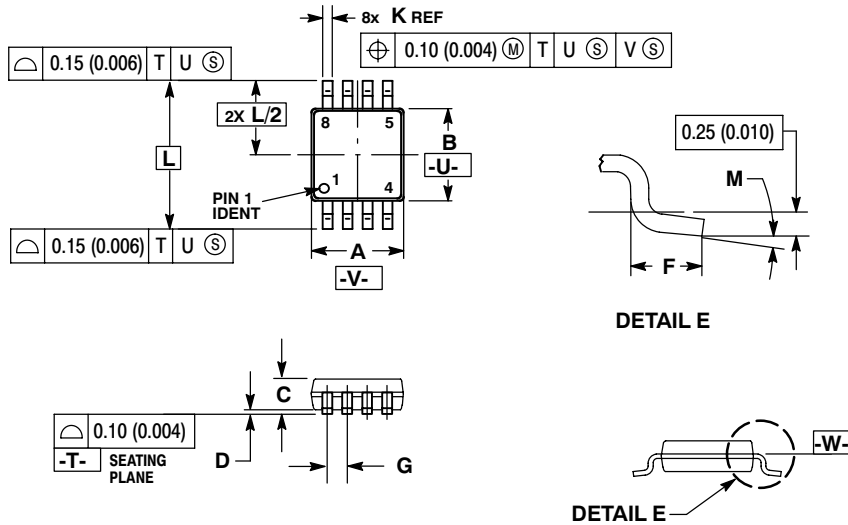 8x K REF
⌖ 0.10 (0.004) Ⓜ T U Ⓢ V Ⓢ
⌓ 0.15 (0.006) T U Ⓢ
2X L/2
L
8 5
B
-U-
1 4
PIN 1
IDENT
⌓ 0.15 (0.006) T U Ⓢ
A
-V-
0.25 (0.010)
M
F
DETAIL E
C
⌓ 0.10 (0.004)
-T- SEATING
PLANE
D
G
-W-
DETAIL E